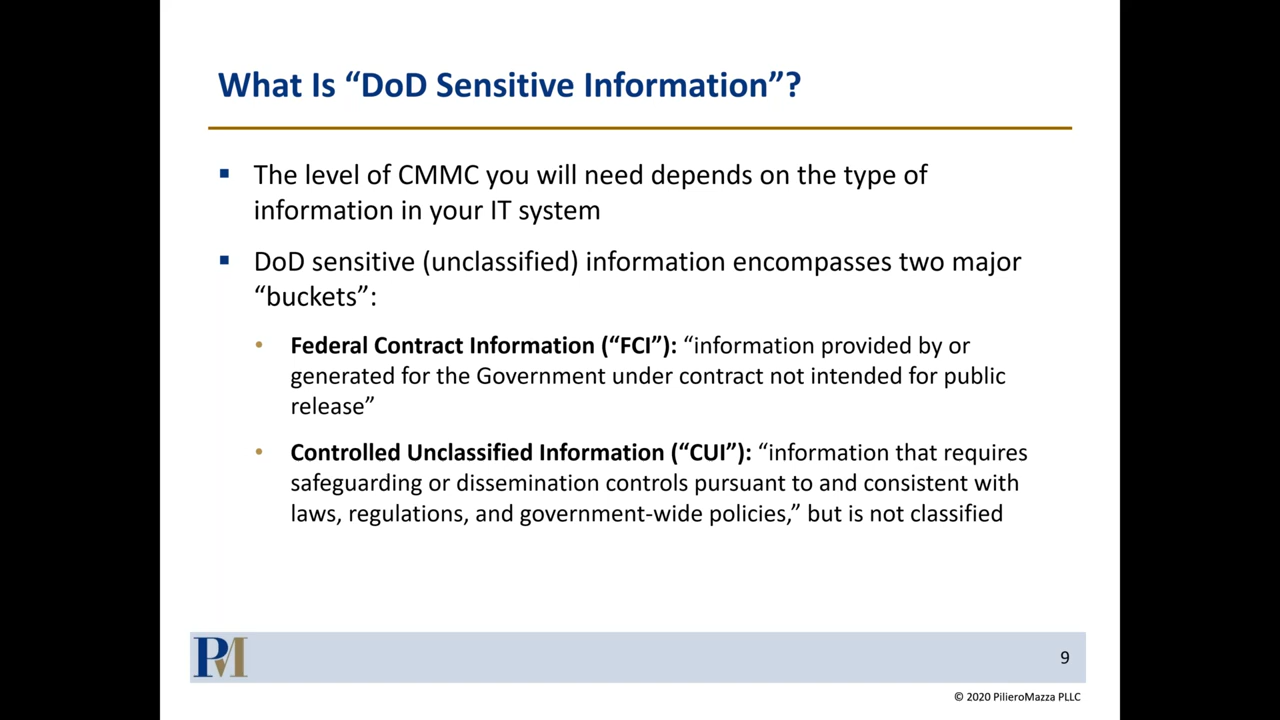 What Is “DoD Sensitive Information”?
▪ The level of CMMC you will need depends on the type of
information in your IT system
▪ DoD sensitive (unclassified) information encompasses two major
“buckets”:
• Federal Contract Information (“FCI”): “information provided by or
generated for the Government under contract not intended for public
release”
• Controlled Unclassified Information (“CUI”): “information that requires
safeguarding or dissemination controls pursuant to and consistent with
laws, regulations, and government-wide policies,” but is not classified
PM
9
© 2020 PilieroMazza PLLC